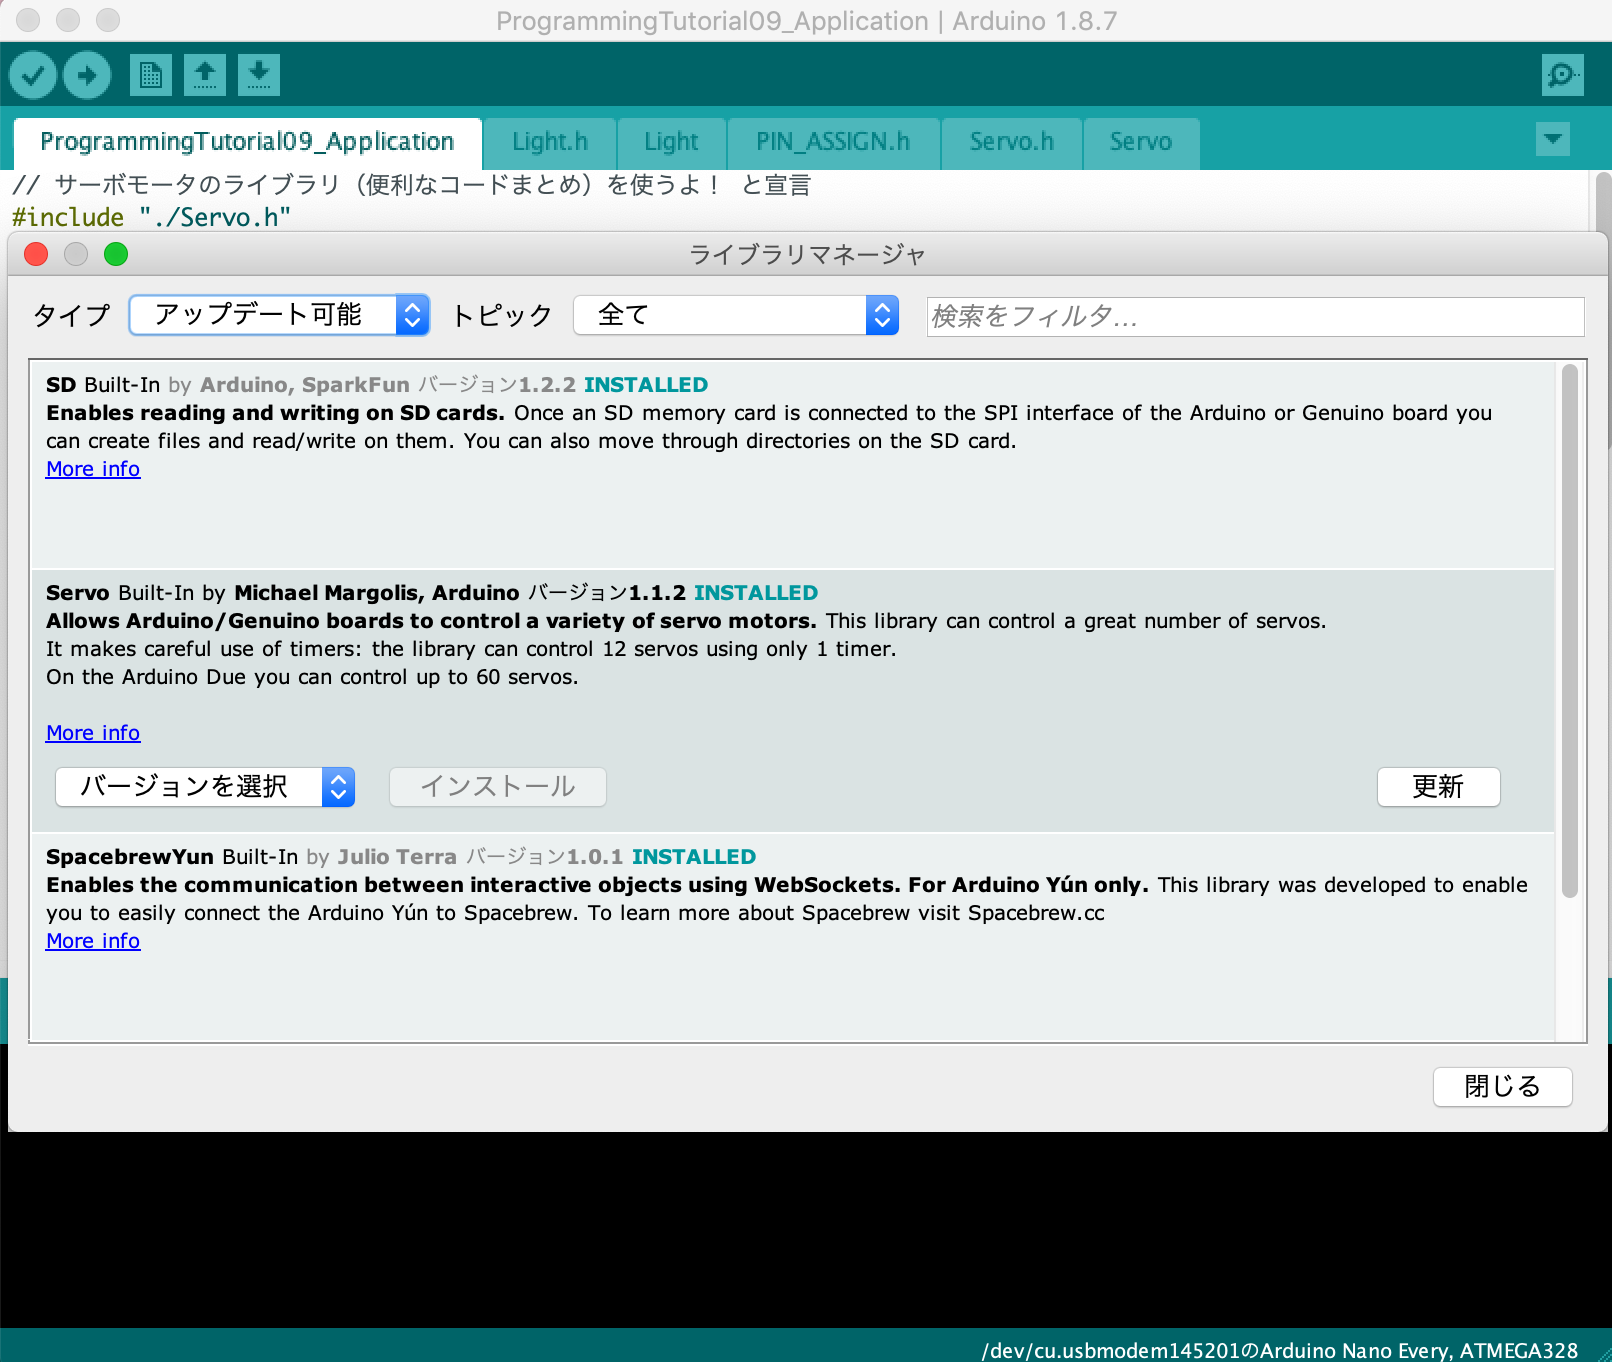 ProgrammingTutorial09_Application | Arduino 1.8.7
ProgrammingTutorial09_Application Light.h Light PIN_ASSIGN.h Servo.h Servo
// サーボモータのライブラリ（便利なコードまとめ）を使うよ！ と宣言
#include "./Servo.h"
ライブラリマネージャ
タイプ アップデート可能 トピック 全て 検索をフィルタ...
SD Built-In by Arduino, SparkFun バージョン1.2.2 INSTALLED
Enables reading and writing on SD cards. Once an SD memory card is connected to the SPI interface of the Arduino or Genuino board you
can create files and read/write on them. You can also move through directories on the SD card.
More info
Servo Built-In by Michael Margolis, Arduino バージョン1.1.2 INSTALLED
Allows Arduino/Genuino boards to control a variety of servo motors. This library can control a great number of servos.
It makes careful use of timers: the library can control 12 servos using only 1 timer.
On the Arduino Due you can control up to 60 servos.
More info
バージョンを選択 インストール 更新
SpacebrewYun Built-In by Julio Terra バージョン1.0.1 INSTALLED
Enables the communication between interactive objects using WebSockets. For Arduino Yún only. This library was developed to enable
you to easily connect the Arduino Yún to Spacebrew. To learn more about Spacebrew visit Spacebrew.cc
More info
閉じる
/dev/cu.usbmodem145201のArduino Nano Every, ATMEGA328